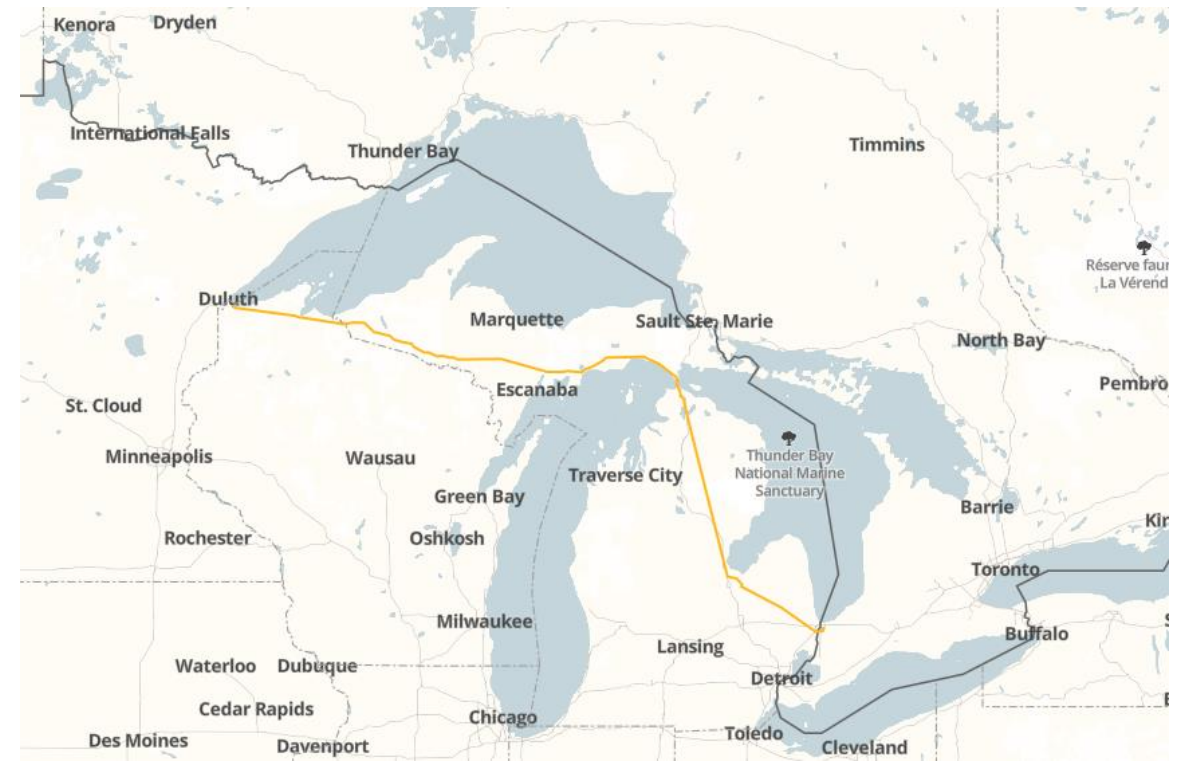 Kenora
Dryden
International Falls
Thunder Bay
Timmins
Réserve faur
La Vérend
Duluth
Marquette
Sault Ste. Marie
North Bay
Escanaba
Pembro
St. Cloud
Minneapolis
Wausau
Thunder Bay
National Marine
Sanctuary
Traverse City
Green Bay
Barrie
Kin
Rochester
Oshkosh
Toronto
Milwaukee
Buffalo
Lansing
Waterloo
Dubuque
Detroit
Cedar Rapids
Chicago
Des Moines
Davenport
Toledo
Cleveland